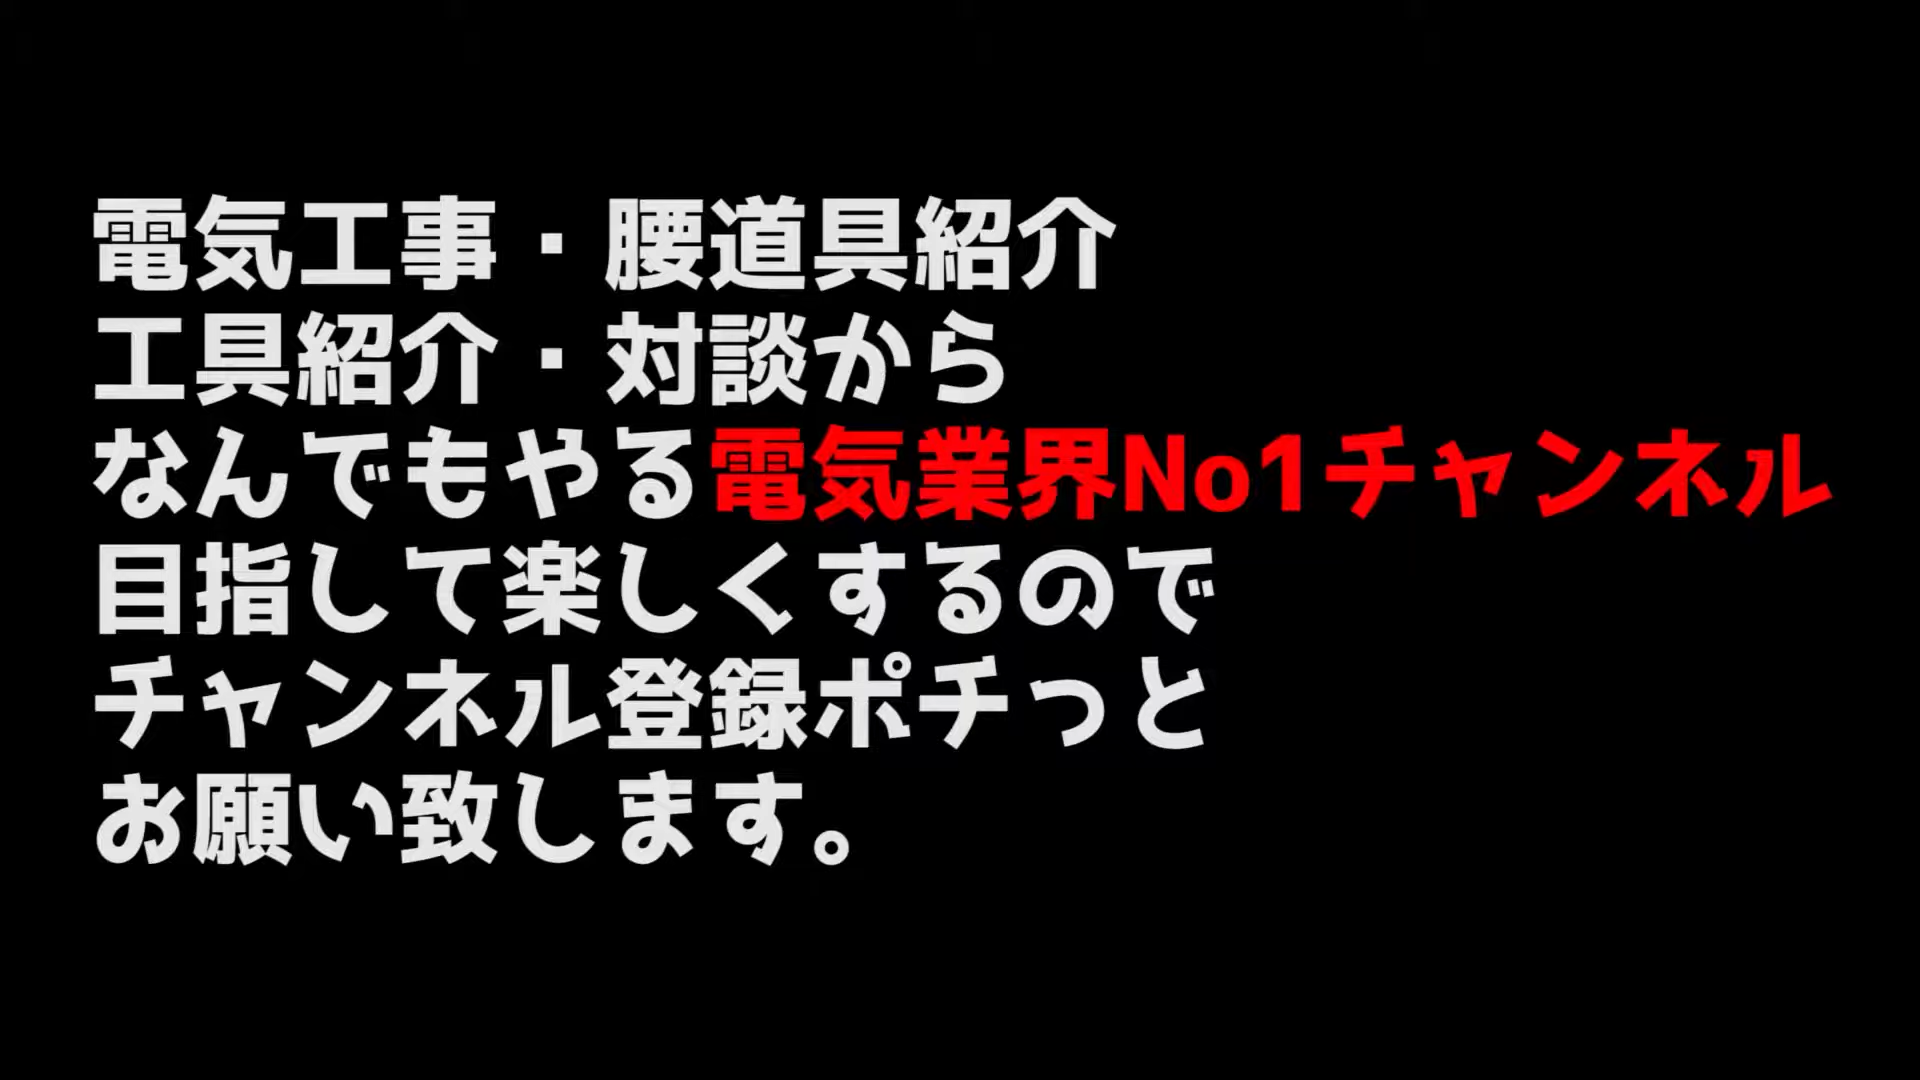 電気工事・腰道具紹介
工具紹介・対談から
なんでもやる電気業界No1チャンネル
目指して楽しくするので
チャンネル登録ポチっと
お願い致します。